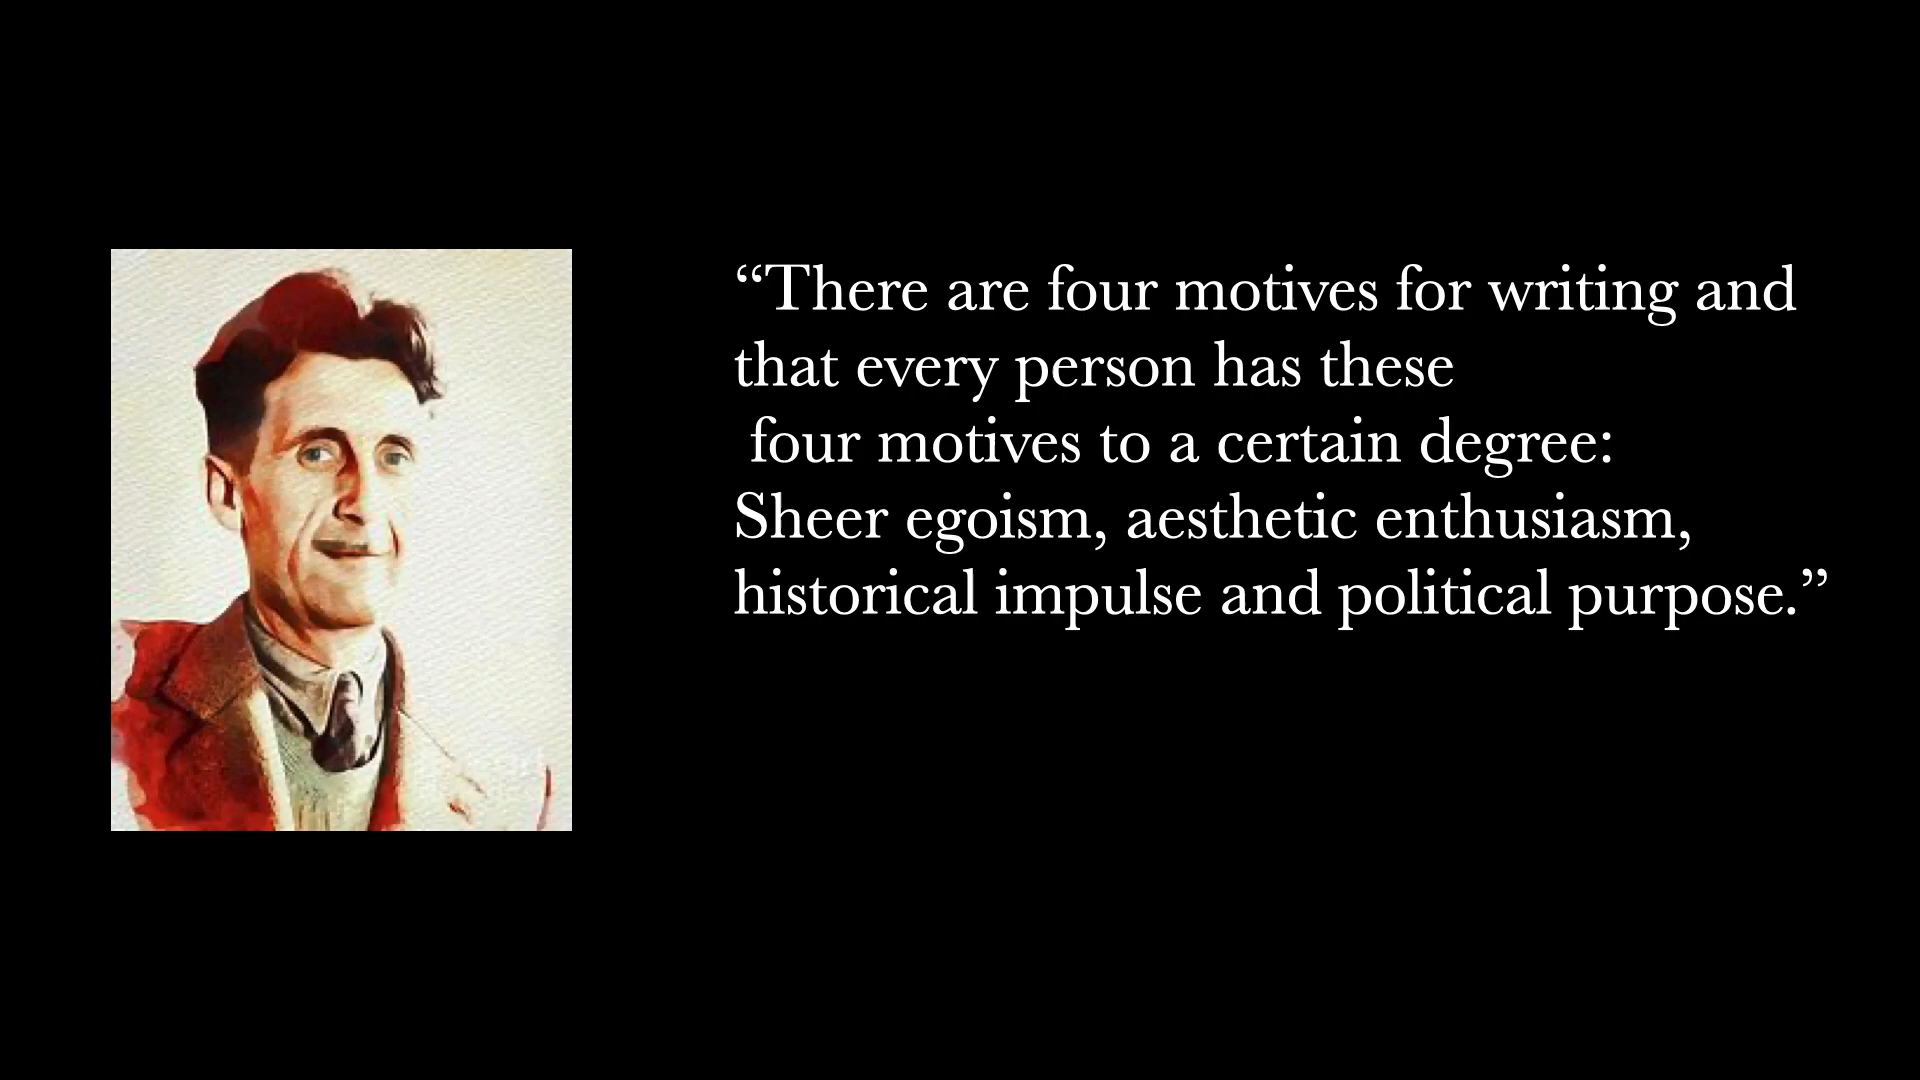 “There are four motives for writing and
that every person has these
four motives to a certain degree:
Sheer egoism, aesthetic enthusiasm,
historical impulse and political purpose.”